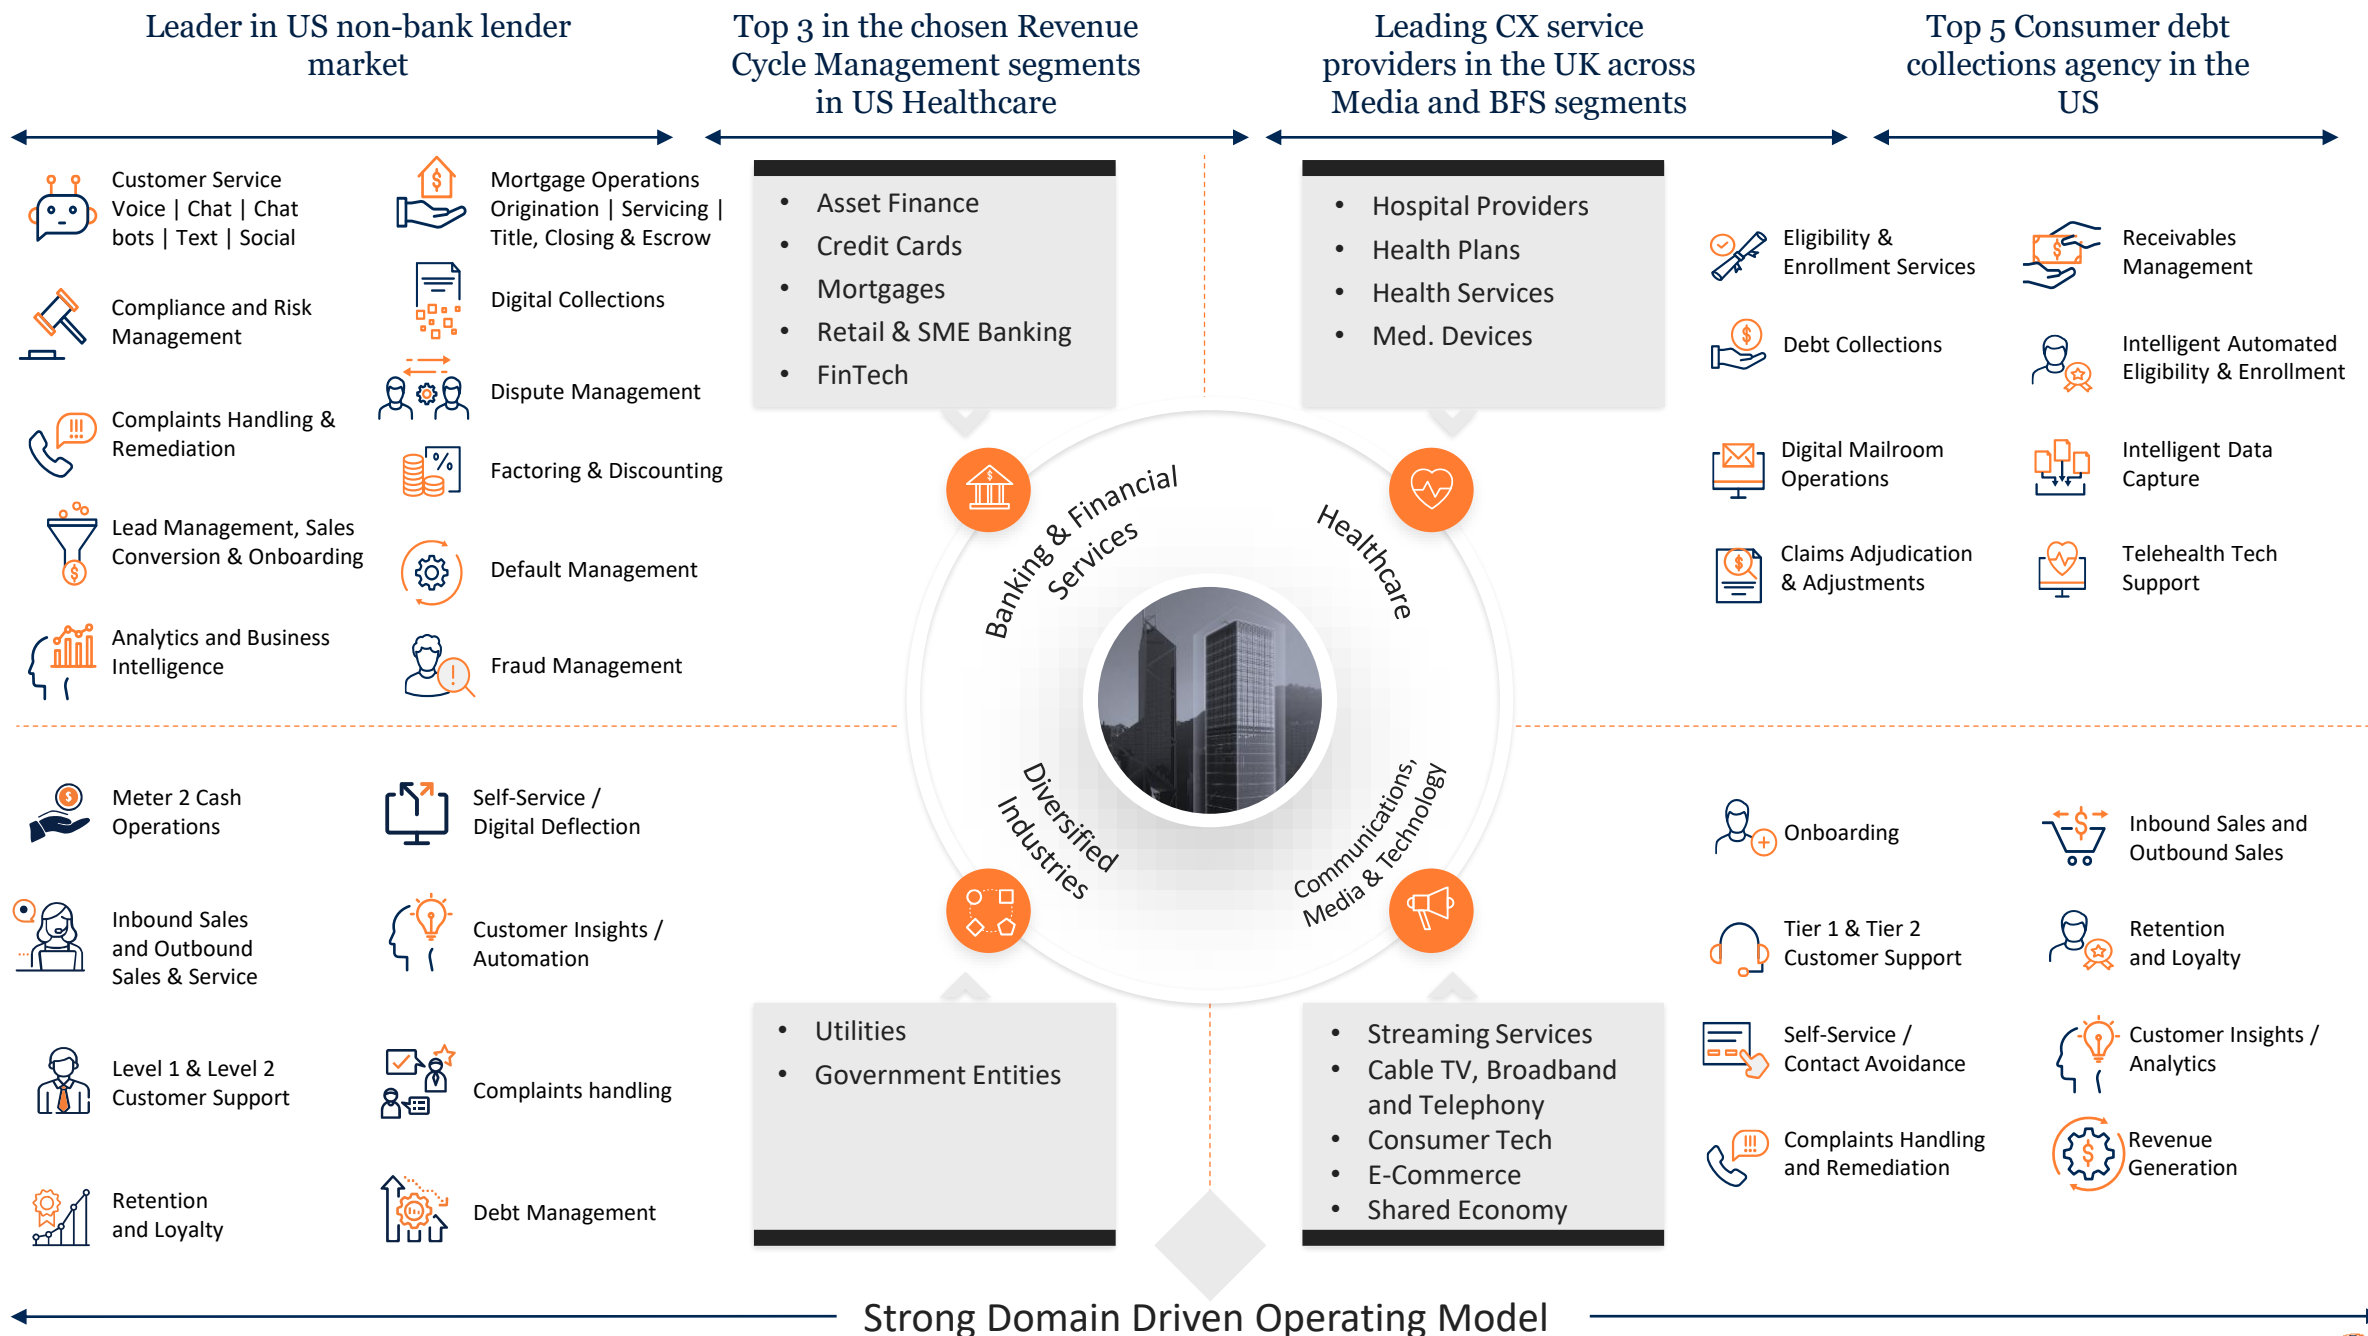 Leader in US non-bank lender
market
Top 3 in the chosen Revenue
Cycle Management segments
in US Healthcare
Leading CX service
providers in the UK across
Media and BFS segments
Top 5 Consumer debt
collections agency in the
US
Customer Service
Voice | Chat | Chat
bots | Text | Social
Compliance and Risk
Management
Complaints Handling &
Remediation
Lead Management, Sales
Conversion & Onboarding
Analytics and Business
Intelligence
Mortgage Operations
Origination | Servicing |
Title, Closing & Escrow
Digital Collections
Dispute Management
Factoring & Discounting
Default Management
Fraud Management
• Asset Finance
• Credit Cards
• Mortgages
• Retail & SME Banking
• FinTech
• Hospital Providers
• Health Plans
• Health Services
• Med. Devices
Eligibility &
Enrollment Services
Debt Collections
Digital Mailroom
Operations
Claims Adjudication
& Adjustments
Receivables
Management
Intelligent Automated
Eligibility & Enrollment
Intelligent Data
Capture
Telehealth Tech
Support
Banking & Financial
Services
Healthcare
Diversified
Industries
Communications,
Media & Technology
Meter 2 Cash
Operations
Inbound Sales
and Outbound
Sales & Service
Level 1 & Level 2
Customer Support
Retention
and Loyalty
Self-Service /
Digital Deflection
Customer Insights /
Automation
Complaints handling
Debt Management
• Utilities
• Government Entities
• Streaming Services
• Cable TV, Broadband
and Telephony
• Consumer Tech
• E-Commerce
• Shared Economy
Onboarding
Tier 1 & Tier 2
Customer Support
Self-Service /
Contact Avoidance
Complaints Handling
and Remediation
Inbound Sales and
Outbound Sales
Retention
and Loyalty
Customer Insights /
Analytics
Revenue
Generation
Strong Domain Driven Operating Model